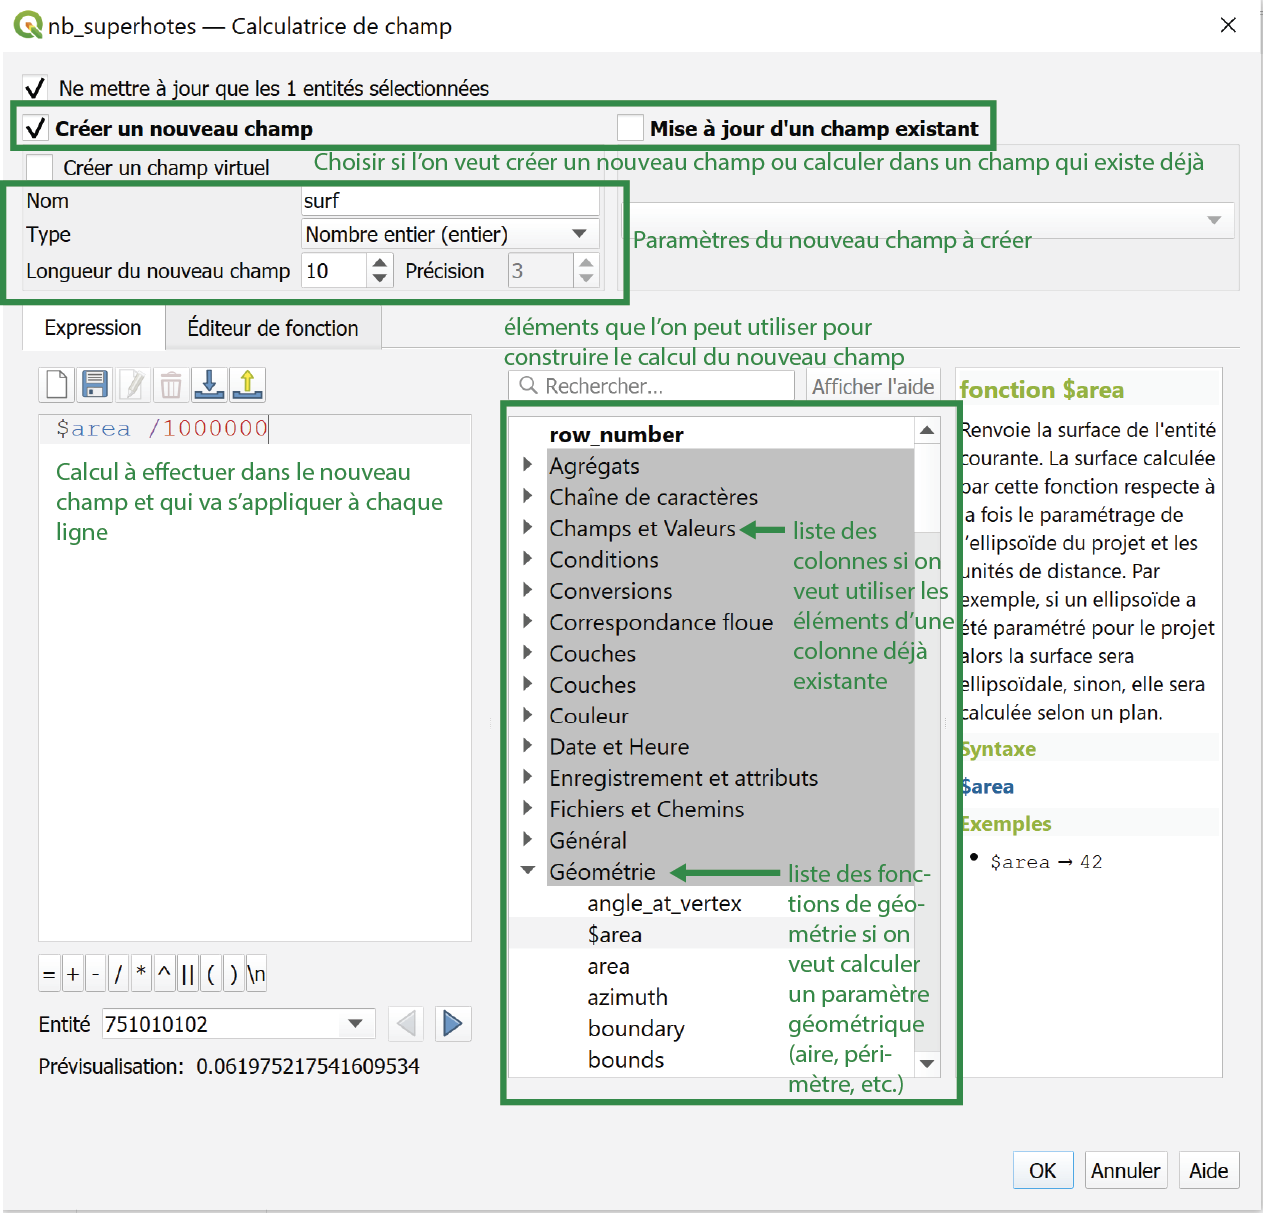 nb_superhotes — Calculatrice de champ
Ne mettre à jour que les 1 entités sélectionnées
Créer un nouveau champ
Mise à jour d'un champ existant
Créer un champ virtuel
Choisir si l'on veut créer un nouveau champ ou calculer dans un champ qui existe déjà
Nom
surf
Type
Nombre entier (entier)
Paramètres du nouveau champ à créer
Longueur du nouveau champ
10
Précision
3
Expression
Éditeur de fonction
éléments que l'on peut utiliser pour
construire le calcul du nouveau champ
Rechercher...
Afficher l'aide
$area /1000000
Calcul à effectuer dans le nouveau
champ et qui va s'appliquer à chaque
ligne
= + - / * ^ || ( ) \n
Entité
751010102
Prévisualisation: 0.061975217541609534
row_number
Agrégats
Chaîne de caractères
Champs et Valeurs
Conditions
Conversions
Correspondance floue
Couches
Couches
Couleur
Date et Heure
Enregistrement et attributs
Fichiers et Chemins
Général
Géométrie
angle_at_vertex
$area
area
azimuth
boundary
bounds
liste des
colonnes si on
veut utiliser les
éléments d'une
colonne déjà
existante
liste des fonc-
tions de géo-
métrie si on
veut calculer
un paramètre
géométrique
(aire, péri-
mètre, etc.)
fonction $area
Renvoie la surface de l'entité
courante. La surface calculée
par cette fonction respecte à
la fois le paramétrage de
l'ellipsoïde du projet et les
unités de distance. Par
exemple, si un ellipsoïde a
été paramétré pour le projet
alors la surface sera
ellipsoïdale, sinon, elle sera
calculée selon un plan.
Syntaxe
$area
Exemples
• $area → 42
OK
Annuler
Aide